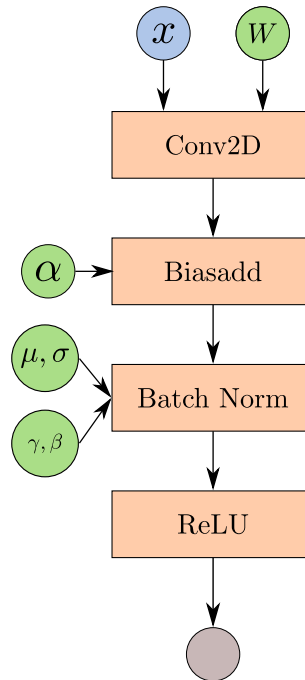 x
W
Conv2D
α
Biasadd
μ, σ
Batch Norm
γ, β
ReLU